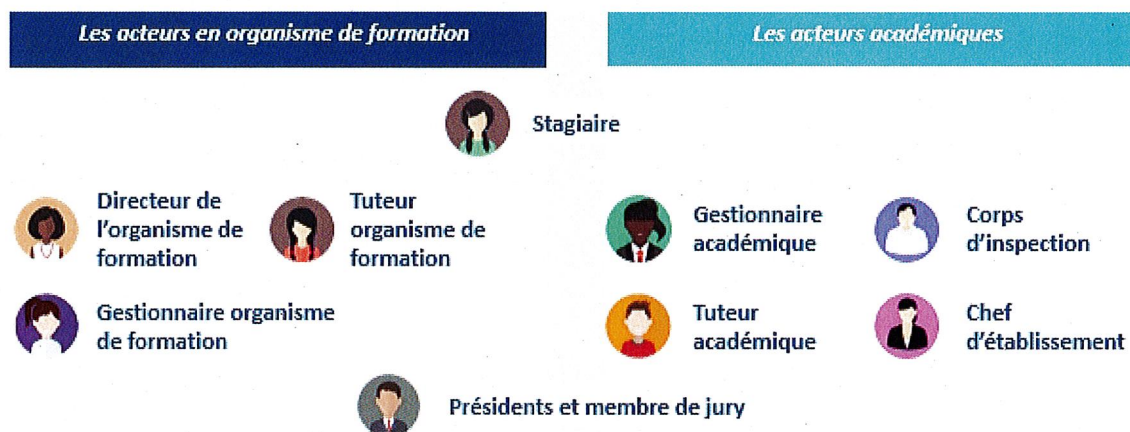 Les acteurs en organisme de formation
Les acteurs académiques
Stagiaire
Directeur de
l'organisme de
formation
Tuteur
organisme de
formation
Gestionnaire
académique
Corps
d'inspection
Gestionnaire organisme
de formation
Tuteur
académique
Chef
d'établissement
Présidents et membre de jury